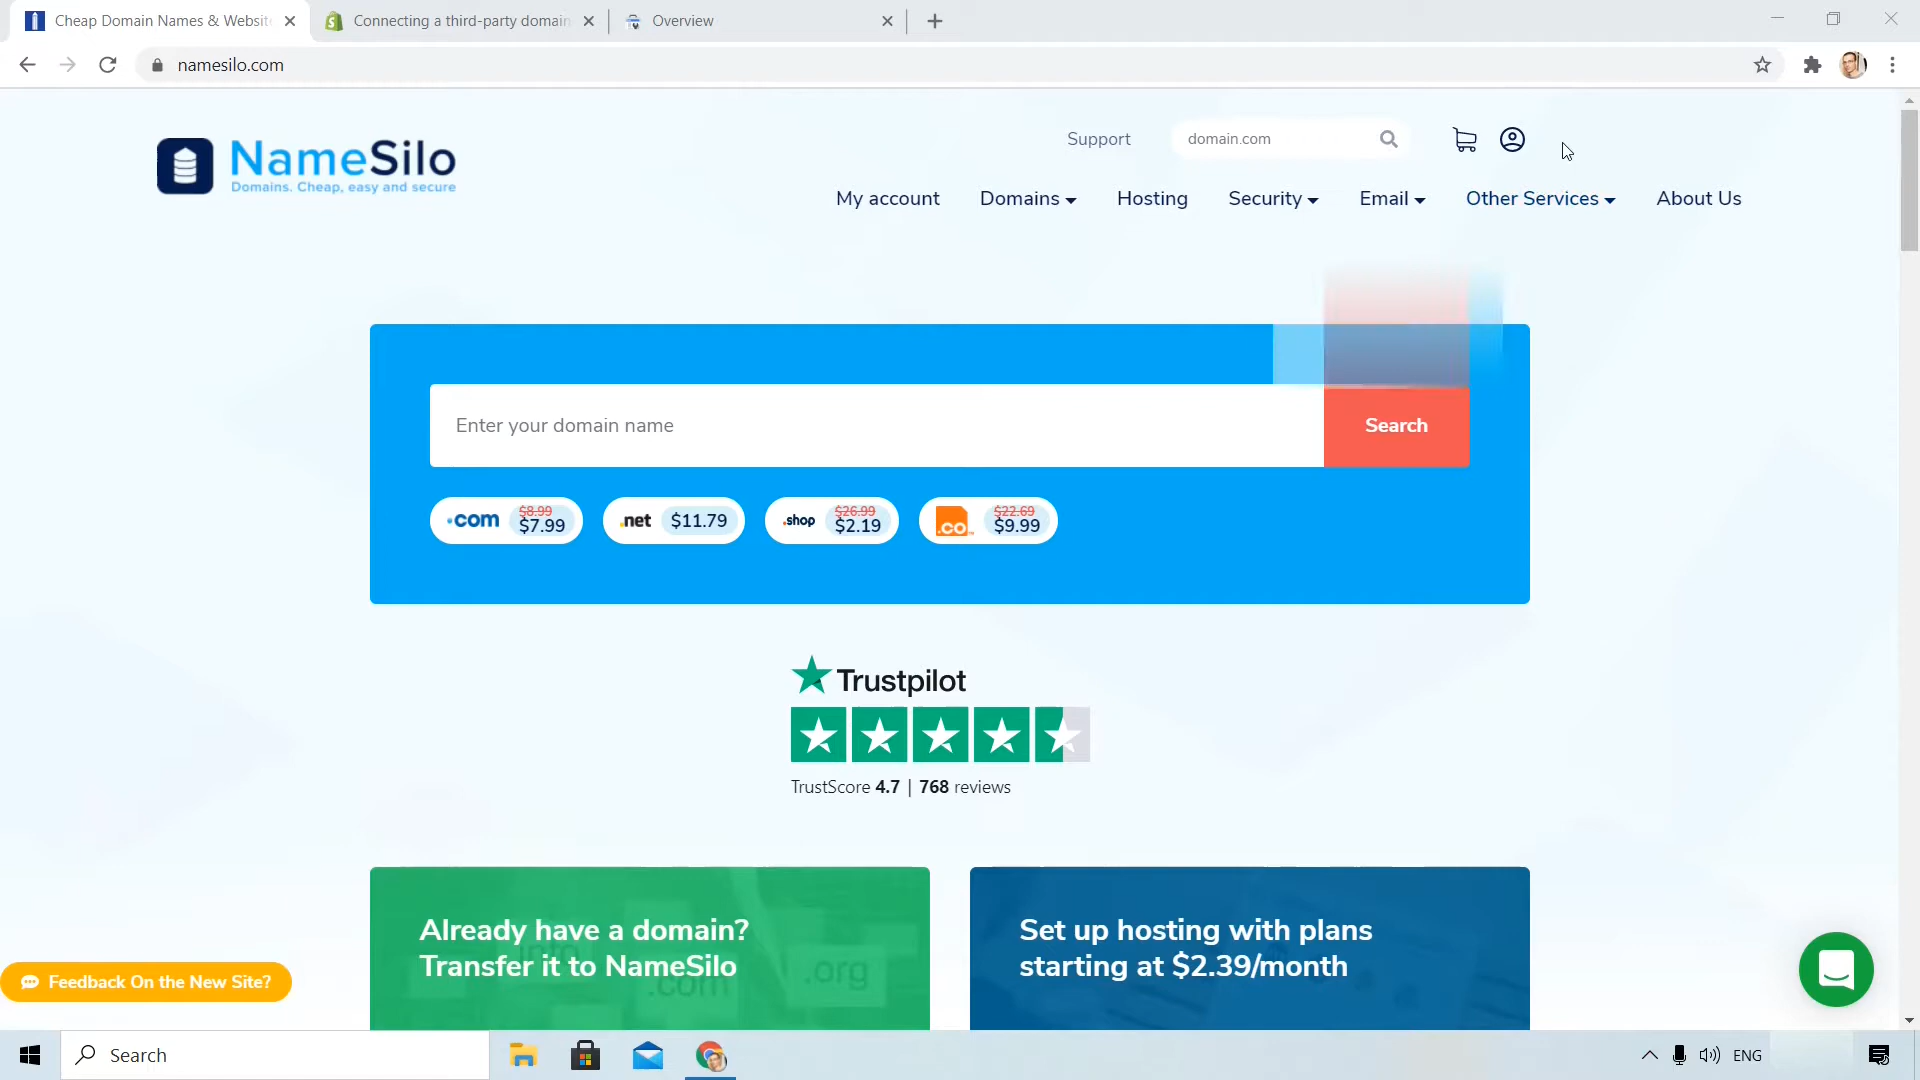 Cheap Domain Names & Websit
Connecting a third-party domain
Overview
namesilo.com
NameSilo
Domains. Cheap, easy and secure
Support
domain.com
My account
Domains
Hosting
Security
Email
Other Services
About Us
Enter your domain name
Search
.com $8.99 $7.99
.net $11.79
.shop $26.99 $2.19
.co $22.69 $9.99
Trustpilot
TrustScore 4.7 | 768 reviews
Already have a domain?
Transfer it to NameSilo
.com
.org
Set up hosting with plans
starting at $2.39/month
Feedback On the New Site?
Search
ENG